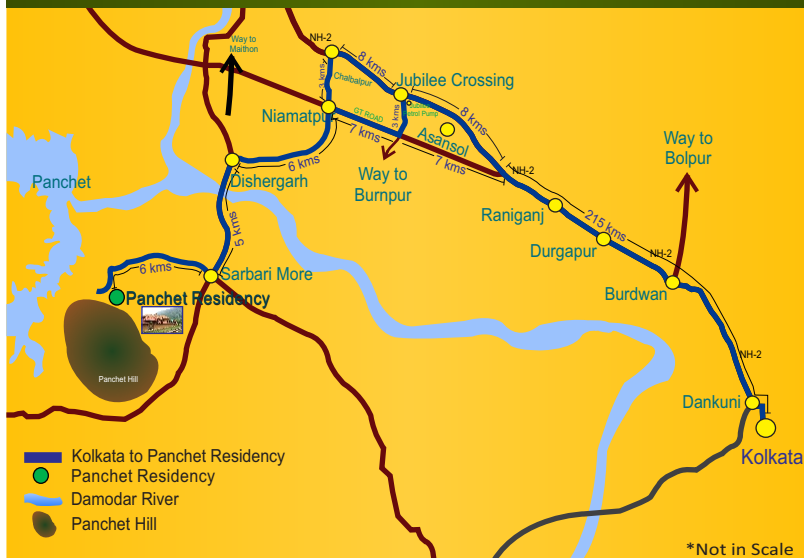 Way to
Maithon
NH-2
8 kms
3 kms
Chalbalpur
Jubilee Crossing
Niamatpur
GT ROAD
7 kms
3 kms
Petrol Pump
8 kms
Asansol
7 kms
NH-2
Way to
Burnpur
Way to
Bolpur
6 kms
Dishergarh
Panchet
5 kms
Raniganj
215 kms
Durgapur
NH-2
Burdwan
6 kms
Sarbari More
Panchet Residency
Panchet Hill
NH-2
Dankuni
Kolkata
Kolkata to Panchet Residency
Panchet Residency
Damodar River
Panchet Hill
*Not in Scale